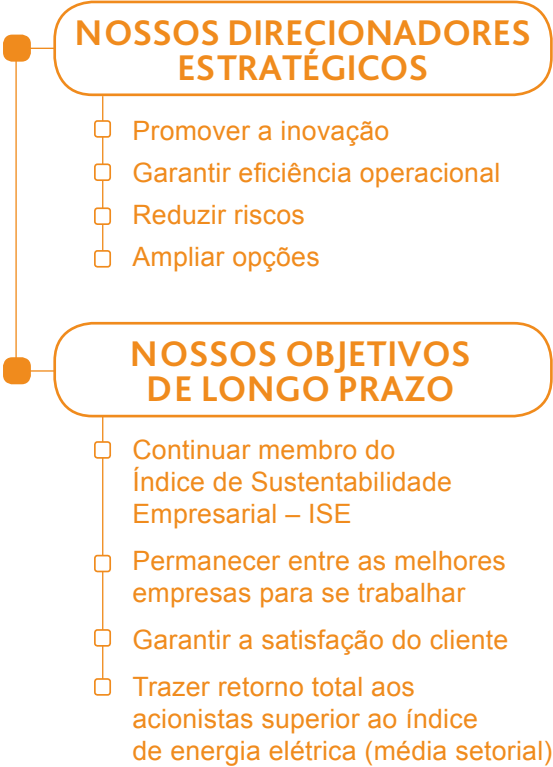 NOSSOS DIRECIONADORES
ESTRATÉGICOS
Promover a inovação
Garantir eficiência operacional
Reduzir riscos
Ampliar opções
NOSSOS OBJETIVOS
DE LONGO PRAZO
Continuar membro do
Índice de Sustentabilidade
Empresarial – ISE
Permanecer entre as melhores
empresas para se trabalhar
Garantir a satisfação do cliente
Trazer retorno total aos
acionistas superior ao índice
de energia elétrica (média setorial)